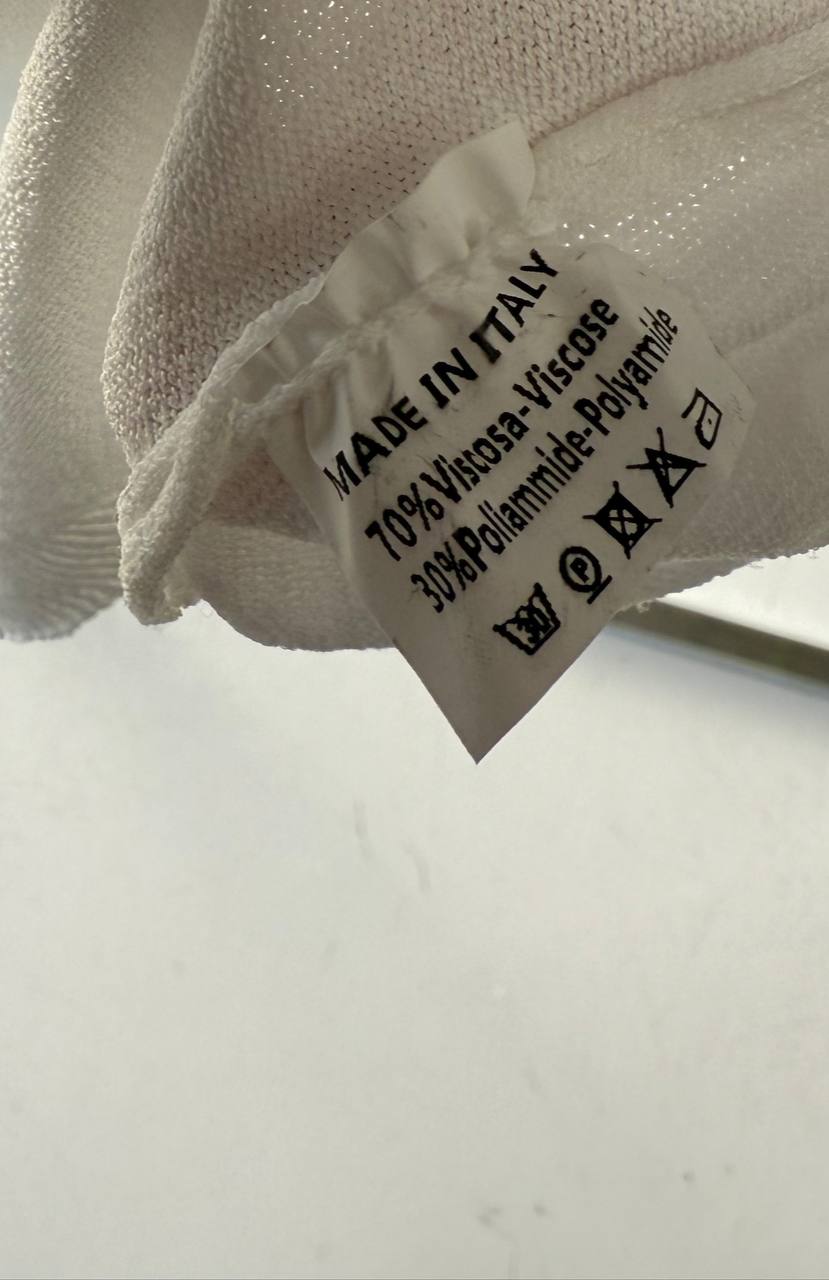 MADE IN ITALY
70%Viscosa-Viscose
30%Poliammide-Polyamide
30
P